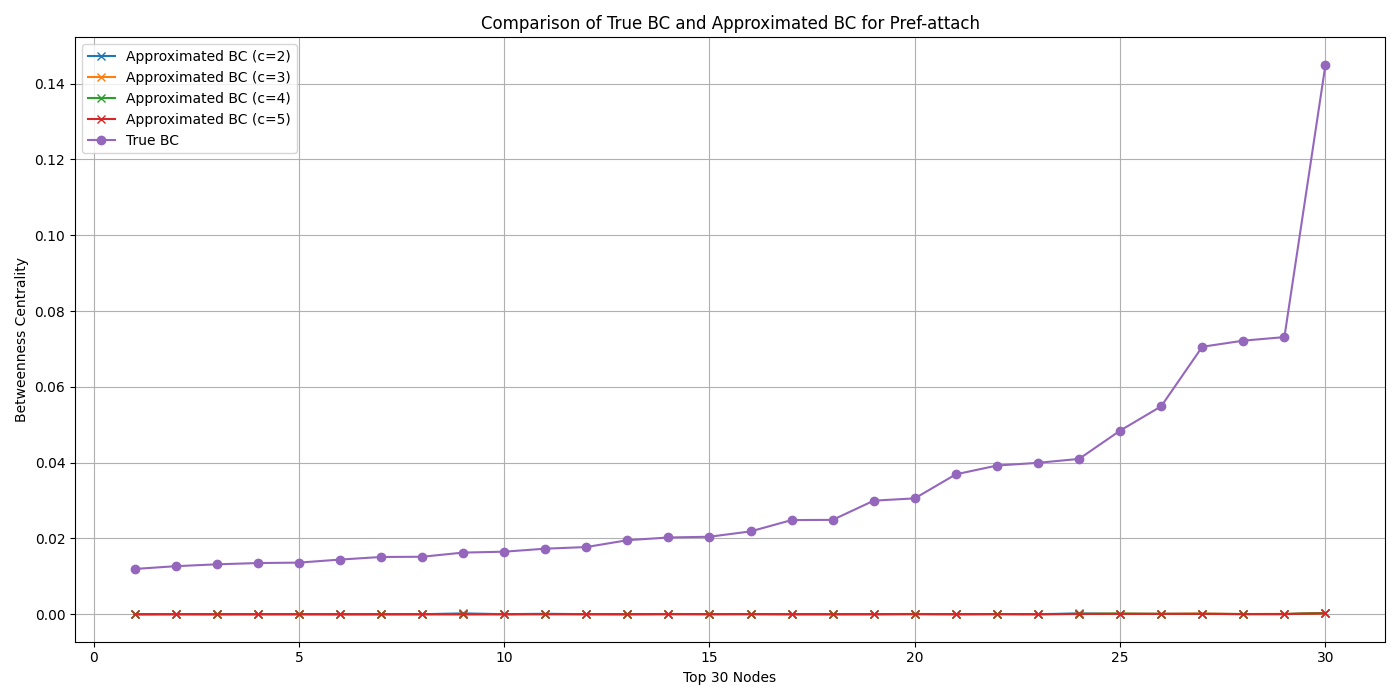 Comparison of True BC and Approximated BC for Pref-attach
Approximated BC (c=2)
Approximated BC (c=3)
Approximated BC (c=4)
Approximated BC (c=5)
True BC
Betweenness Centrality
0.14
0.12
0.10
0.08
0.06
0.04
0.02
0.00
0 5 10 15 20 25 30
Top 30 Nodes